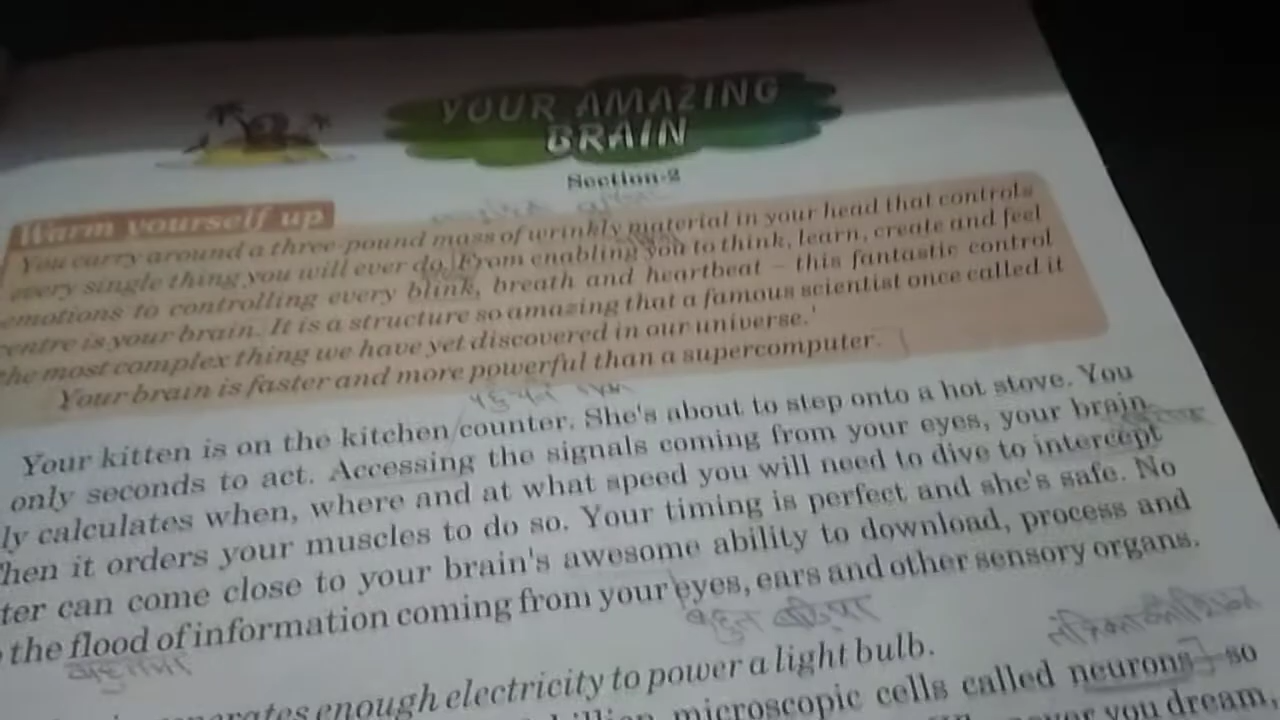 YOUR AMAZING
BRAIN
Section-2
Warm yourself up
You carry around a three-pound mass of wrinkly material in your head that controls
every single thing you will ever do. From enabling you to think, learn, create and feel
emotions to controlling every blink, breath and heartbeat – this fantastic control
centre is your brain. It is a structure so amazing that a famous scientist once called it
the most complex thing we have yet discovered in our universe.'
Your brain is faster and more powerful than a supercomputer.
Your kitten is on the kitchen counter. She's about to step onto a hot stove. You
only seconds to act. Accessing the signals coming from your eyes, your brain
ly calculates when, where and at what speed you will need to dive to intercept
hen it orders your muscles to do so. Your timing is perfect and she's safe. No
ter can come close to your brain's awesome ability to download, process and
the flood of information coming from your eyes, ears and other sensory organs.
बहुत बढ़िया
enough electricity to power a light bulb.
microscopic cells called neurons so
you dream,